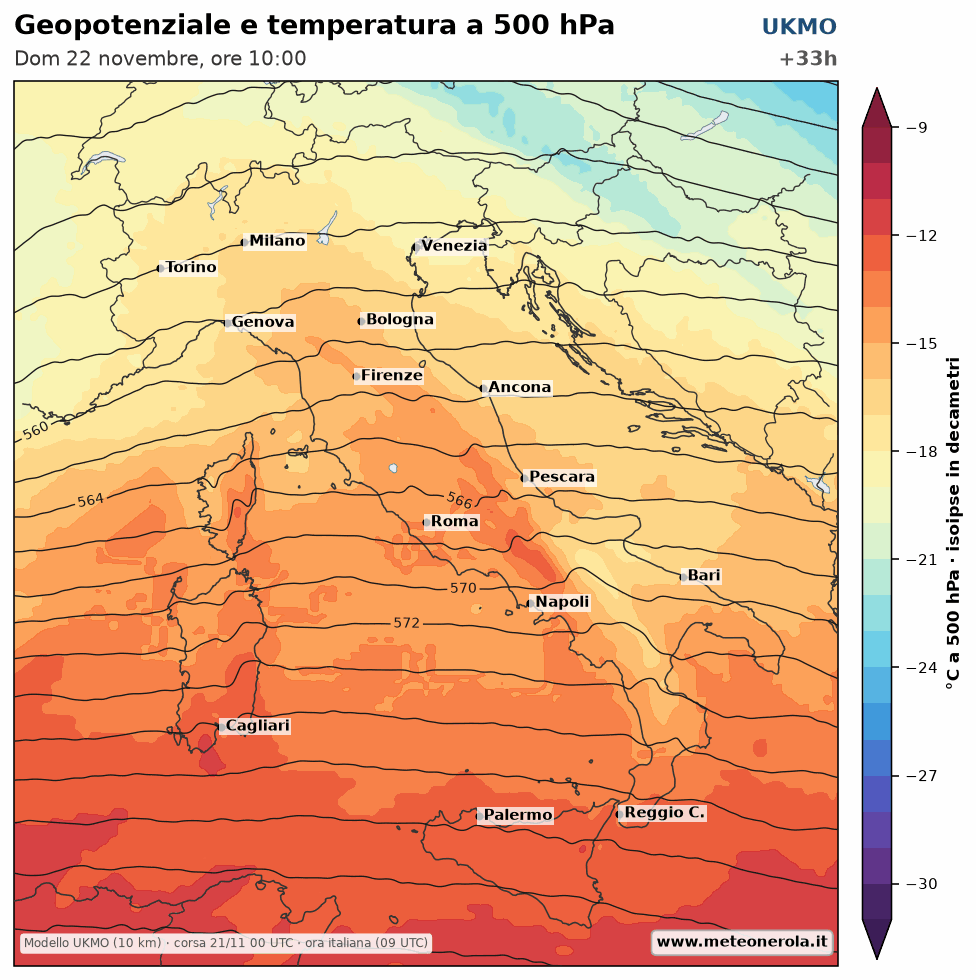 Geopotenziale e temperatura a 500 hPa
UKMO
Dom 22 novembre, ore 10:00
+33h
−9
−12
−15
−18
−21
−24
−27
−30
°C a 500 hPa · isoipse in decametri
Milano
Venezia
Torino
Genova
Bologna
Firenze
Ancona
560
Pescara
564
566
Roma
Bari
570
Napoli
572
Cagliari
Palermo
Reggio C.
Modello UKMO (10 km) · corsa 21/11 00 UTC · ora italiana (09 UTC)
www.meteonerola.it